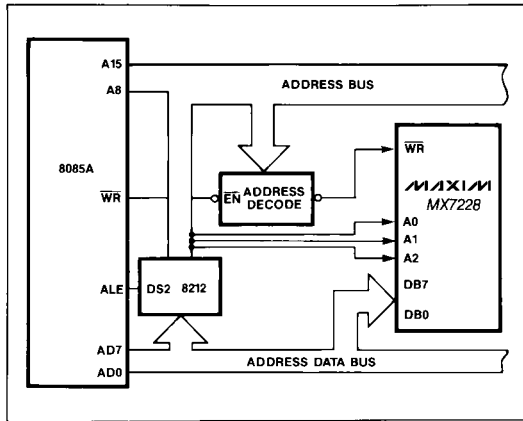 A15
ADDRESS BUS
A8
8085A
WR
EN
ADDRESS
DECODE
WR
MAXIM
MX7228
A0
A1
A2
ALE
DS2 8212
DB7
DB0
AD7
ADDRESS DATA BUS
AD0